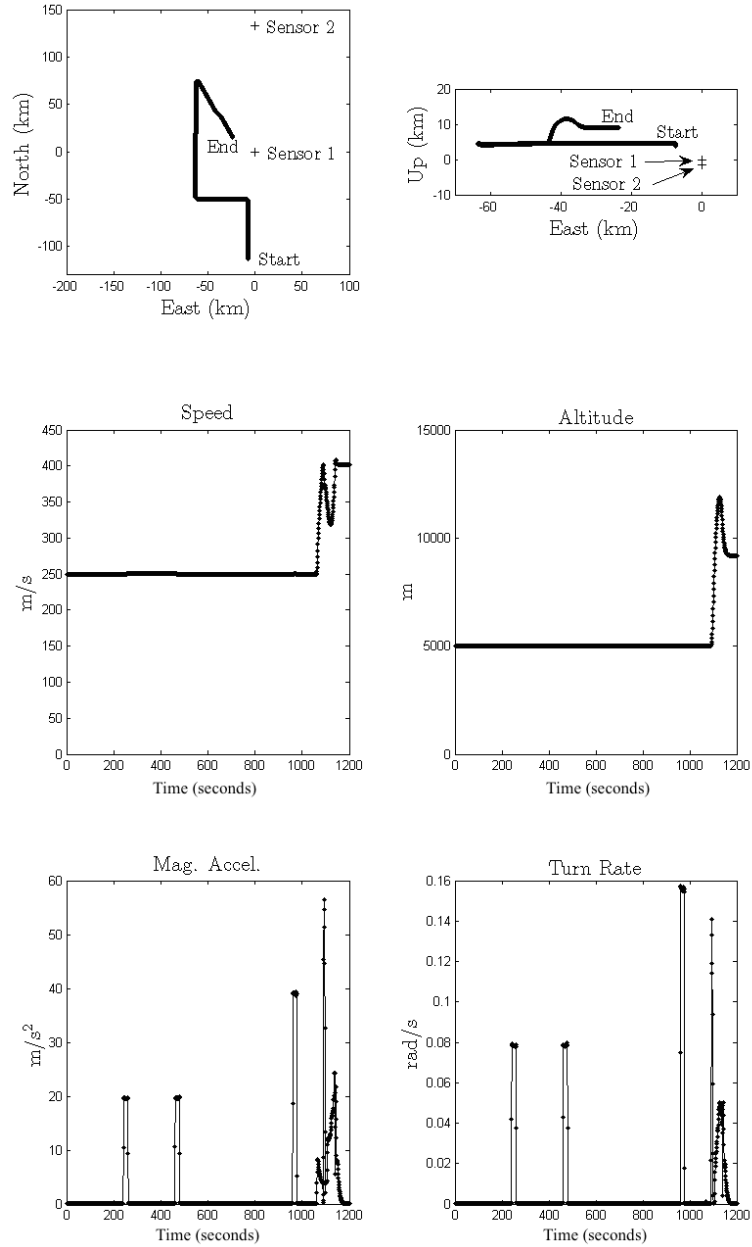 150
100
50
0
-50
-100
-200 -150 -100 -50 0 50 100
North (km)
East (km)
Sensor 2
End
Sensor 1
Start
20
10
0
-10
-60 -40 -20 0
Up (km)
East (km)
End
Start
Sensor 1
Sensor 2
Speed
450
400
350
300
250
200
150
100
50
0
0 200 400 600 800 1000 1200
m/s
Time (seconds)
Altitude
15000
10000
5000
0
0 200 400 600 800 1000 1200
m
Time (seconds)
Mag. Accel.
60
50
40
30
20
10
0
0 200 400 600 800 1000 1200
m/s²
Time (seconds)
Turn Rate
0.16
0.14
0.12
0.1
0.08
0.06
0.04
0.02
0
0 200 400 600 800 1000 1200
rad/s
Time (seconds)